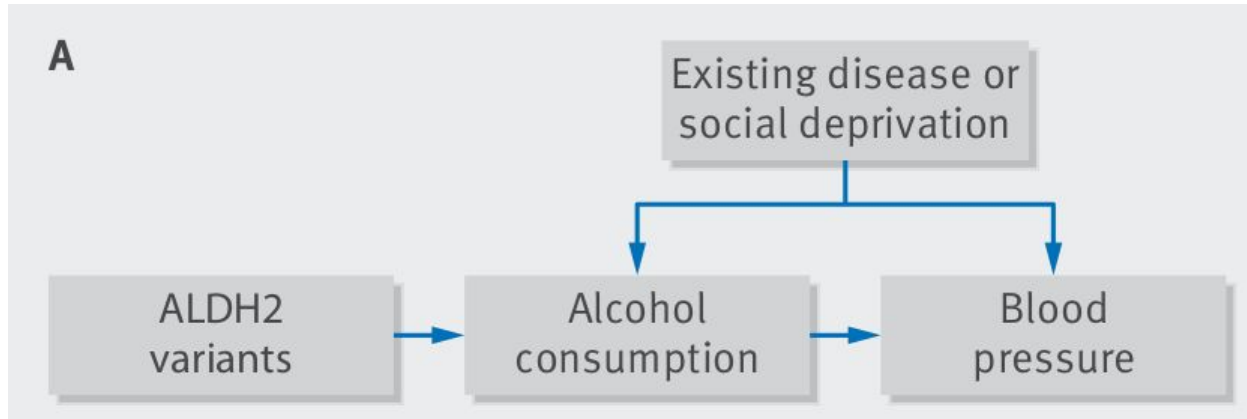 A
Existing disease or
social deprivation
ALDH2
variants
Alcohol
consumption
Blood
pressure